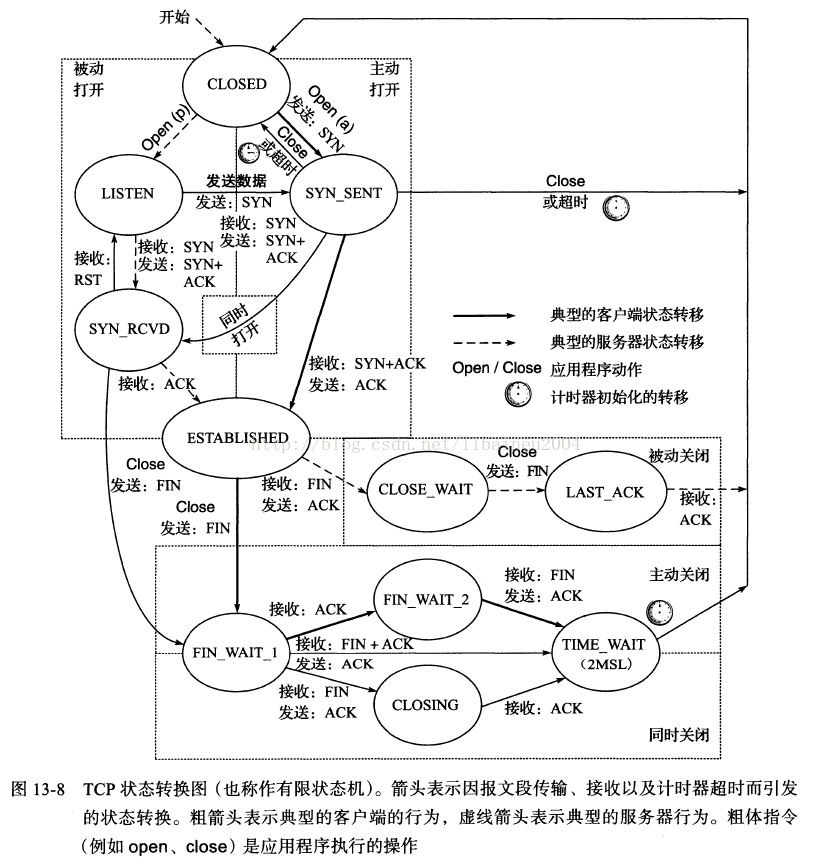 开始
被动
打开
主动
打开
CLOSED
Open (p)
Open (a)
发送：SYN
Close
或超时
LISTEN
发送数据
发送：SYN
SYN_SENT
Close
或超时
接收：SYN
发送：SYN+
ACK
接收：SYN
发送：SYN+
ACK
接收：
RST
SYN_RCVD
同时
打开
典型的客户端状态转移
典型的服务器状态转移
Open / Close 应用程序动作
计时器初始化的转移
接收：SYN+ACK
发送：ACK
接收：ACK
ESTABLISHED
http://blog.csdn.net/libaineu2004
Close
发送：FIN
Close
发送：FIN
接收：FIN
发送：ACK
CLOSE_WAIT
Close
发送：FIN
LAST_ACK
被动关闭
接收：
ACK
FIN_WAIT_1
接收：ACK
FIN_WAIT_2
接收：FIN
发送：ACK
主动关闭
接收：FIN + ACK
发送：ACK
TIME_WAIT
（2MSL）
接收：FIN
发送：ACK
CLOSING
接收：ACK
同时关闭
图 13-8 TCP 状态转换图（也称作有限状态机）。箭头表示因报文段传输、接收以及计时器超时而引发
的状态转换。粗箭头表示典型的客户端的行为，虚线箭头表示典型的服务器行为。粗体指令
（例如 open、close）是应用程序执行的操作